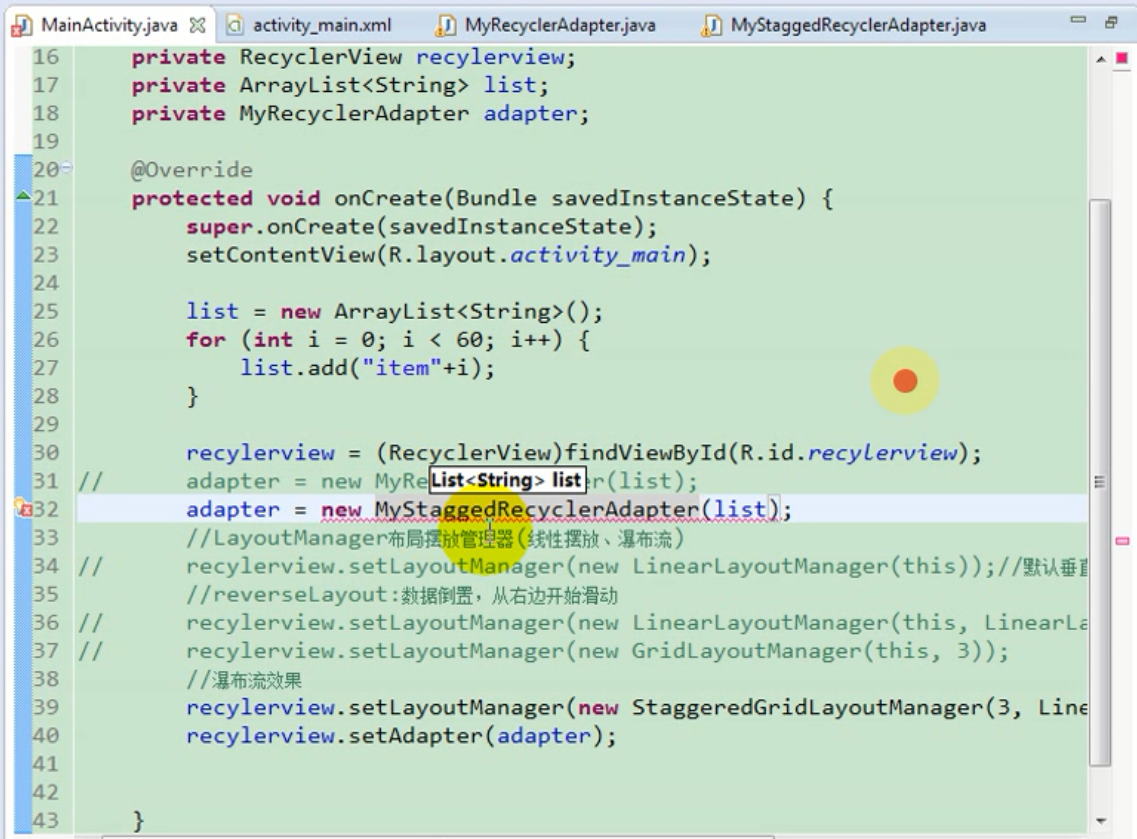 MainActivity.java activity_main.xml MyRecyclerAdapter.java MyStaggedRecyclerAdapter.java
16 private RecyclerView recylerview;
17 private ArrayList<String> list;
18 private MyRecyclerAdapter adapter;
19
20 @Override
21 protected void onCreate(Bundle savedInstanceState) {
22 super.onCreate(savedInstanceState);
23 setContentView(R.layout.activity_main);
24
25 list = new ArrayList<String>();
26 for (int i = 0; i < 60; i++) {
27 list.add("item"+i);
28 }
29
30 recylerview = (RecyclerView)findViewById(R.id.recylerview);
31 // adapter = new MyRe List<String> list er(list);
32 adapter = new MyStaggedRecyclerAdapter(list);
33 //LayoutManager布局摆放管理器(线性摆放、瀑布流)
34 // recylerview.setLayoutManager(new LinearLayoutManager(this));//默认垂直
35 //reverseLayout:数据倒置，从右边开始滑动
36 // recylerview.setLayoutManager(new LinearLayoutManager(this, LinearLa
37 // recylerview.setLayoutManager(new GridLayoutManager(this, 3));
38 //瀑布流效果
39 recylerview.setLayoutManager(new StaggeredGridLayoutManager(3, Line
40 recylerview.setAdapter(adapter);
41
42
43 }